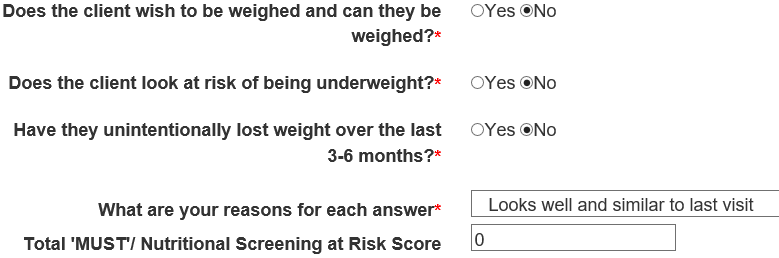 Does the client wish to be weighed and can they be Yes No
weighed?*
Does the client look at risk of being underweight?* Yes No
Have they unintentionally lost weight over the last Yes No
3-6 months?*
What are your reasons for each answer* Looks well and similar to last visit
Total 'MUST'/ Nutritional Screening at Risk Score 0